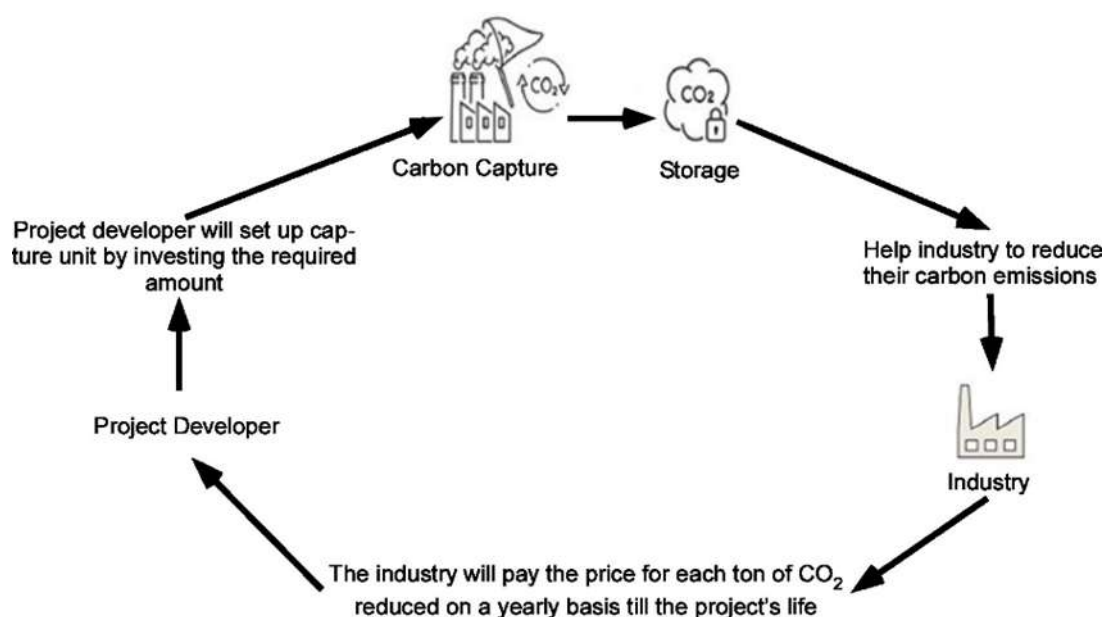 CO2
CO2
Carbon Capture
Storage
Project developer will set up cap-
ture unit by investing the required
amount
Help industry to reduce
their carbon emissions
Project Developer
Industry
The industry will pay the price for each ton of CO2
reduced on a yearly basis till the project's life